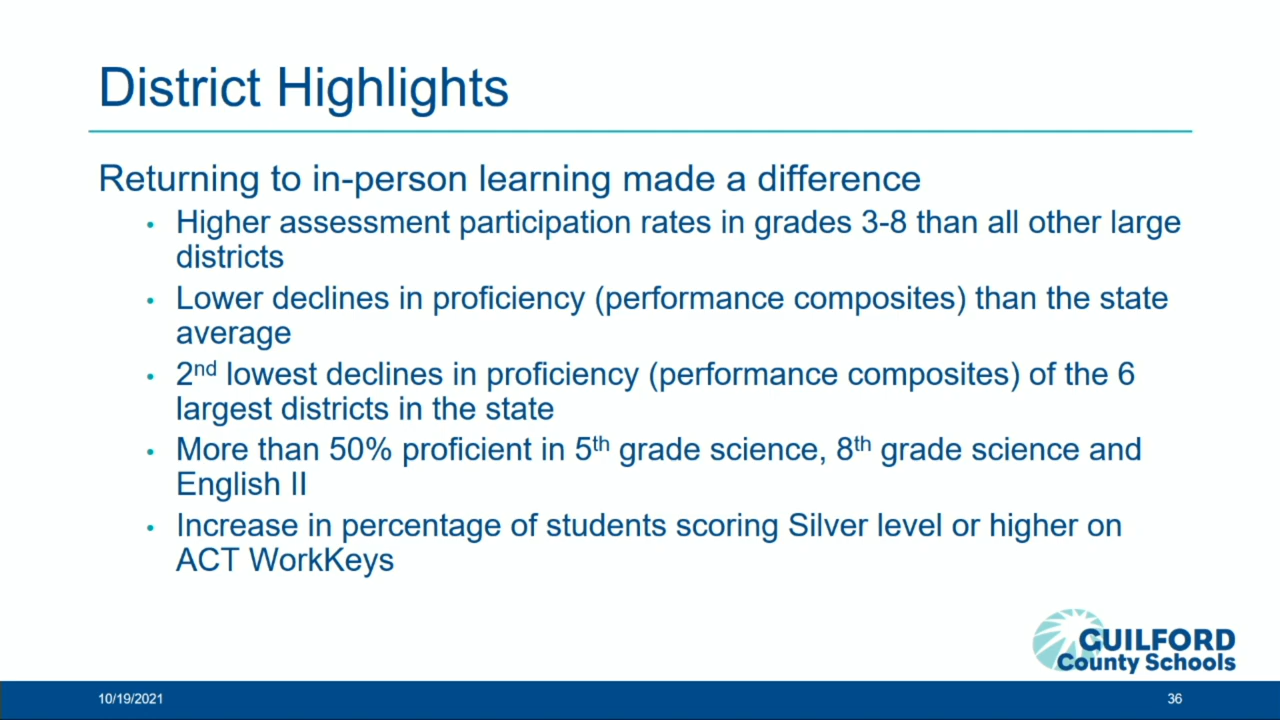 District Highlights
Returning to in-person learning made a difference
• Higher assessment participation rates in grades 3-8 than all other large
districts
• Lower declines in proficiency (performance composites) than the state
average
• 2nd lowest declines in proficiency (performance composites) of the 6
largest districts in the state
• More than 50% proficient in 5th grade science, 8th grade science and
English II
• Increase in percentage of students scoring Silver level or higher on
ACT WorkKeys
GUILFORD
County Schools
10/19/2021
36